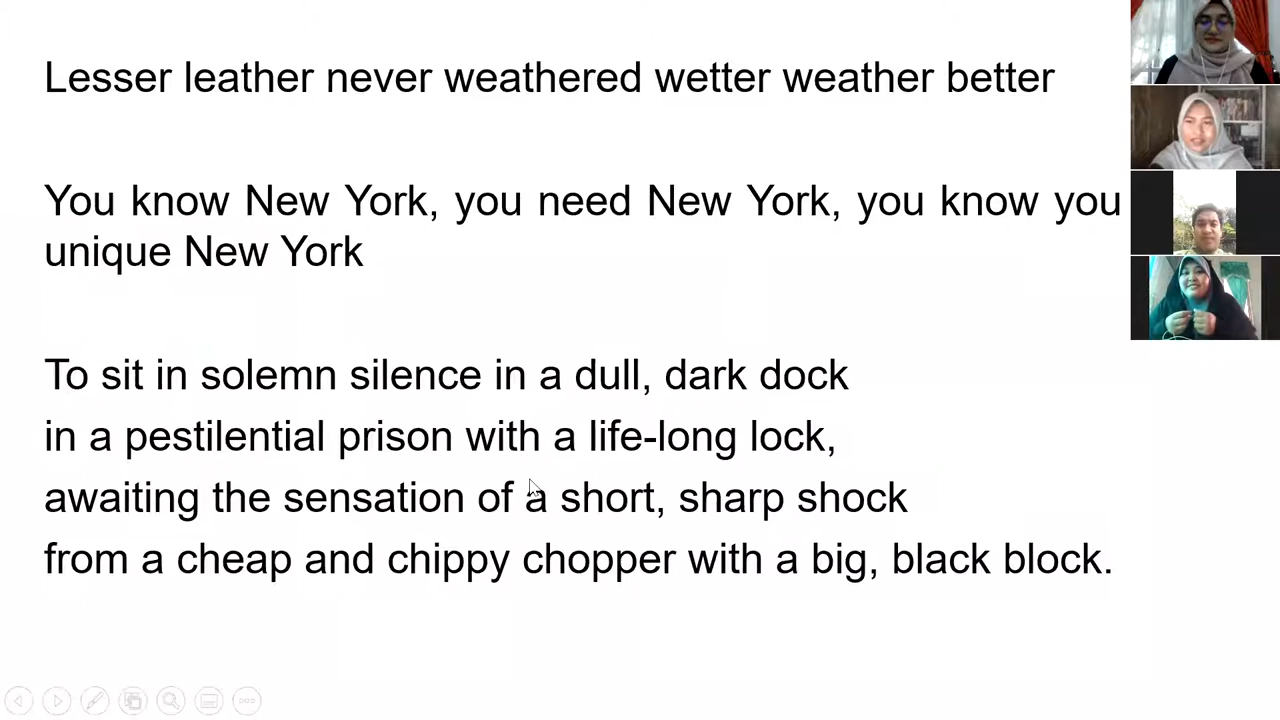 Lesser leather never weathered wetter weather better
You know New York, you need New York, you know you
unique New York
To sit in solemn silence in a dull, dark dock
in a pestilential prison with a life-long lock,
awaiting the sensation of a short, sharp shock
from a cheap and chippy chopper with a big, black block.